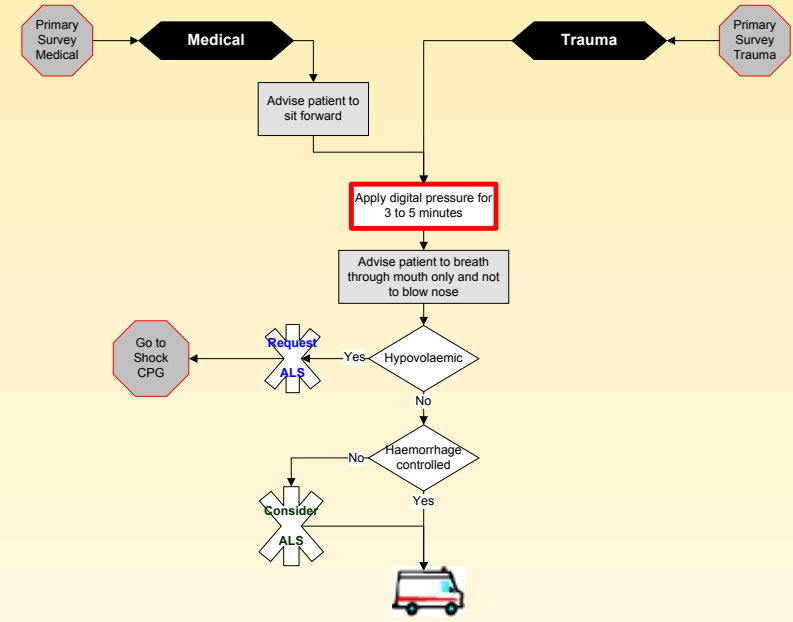 Primary
Survey
Medical
Medical
Trauma
Primary
Survey
Trauma
Advise patient to
sit forward
Apply digital pressure for
3 to 5 minutes
Advise patient to breath
through mouth only and not
to blow nose
Go to
Shock
CPG
Request
ALS
Yes
Hypovolaemic
No
No
Haemorrhage
controlled
Yes
Consider
ALS